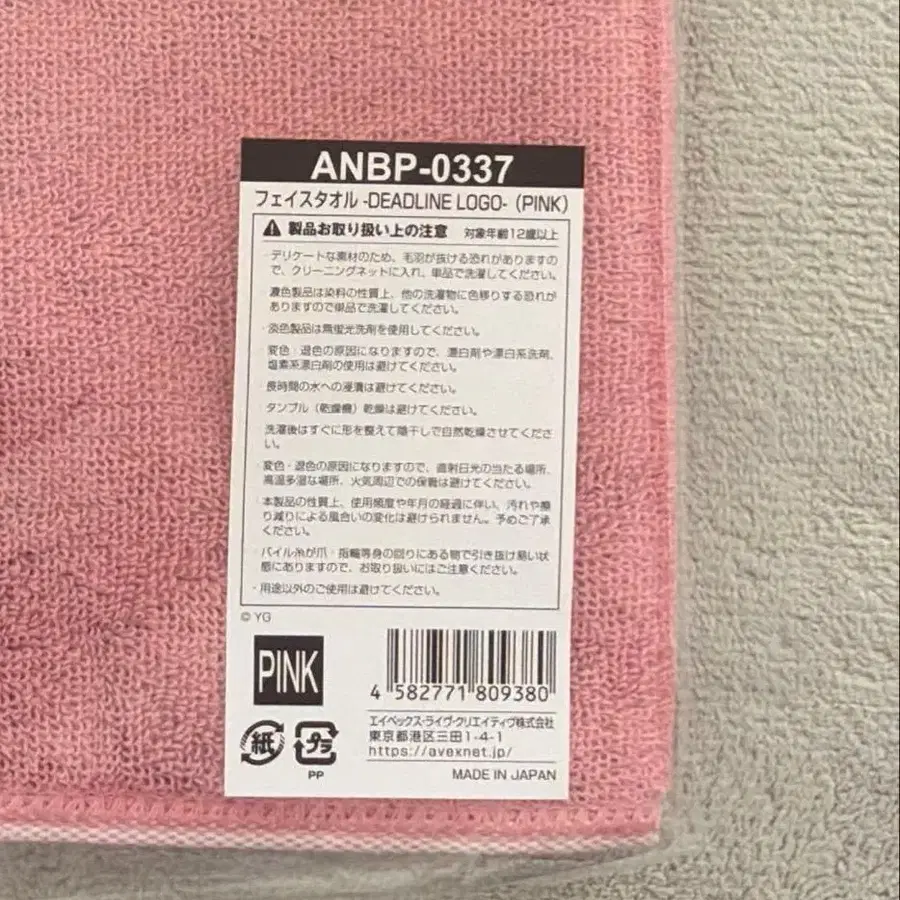 ANBP-0337
フェイスタオル -DEADLINE LOGO-（PINK）
製品お取り扱い上の注意 対象年齢12歳以上
・デリケートな素材のため、毛羽が抜ける恐れがありますの
で、クリーニングネットに入れ、単品で洗濯してください。
・濃色製品は染料の性質上、他の洗濯物に色移りする恐れが
ありますので単品で洗濯してください。
・淡色製品は無蛍光洗剤を使用してください。
・変色・退色の原因になりますので、漂白剤や漂白系洗剤、
塩素系漂白剤の使用は避けてください。
・長時間の水への浸漬は避けてください。
・タンブル（乾燥機）乾燥は避けてください。
・洗濯後はすぐに形を整えて陰干しで自然乾燥させてくださ
い。
・変色・退色の原因になりますので、直射日光の当たる場所、
高温多湿な場所、火気周辺での保管は避けてください。
・本製品の性質上、使用頻度や年月の経過に伴い、汚れや擦
り減りによる風合いの変化は避けられません。予めご了承
ください。
・パイル糸が爪・指輪等身の回りにある物で引き抜け易い状
態にありますので、お取り扱いにはご注意ください。
・用途以外のご使用は避けてください。
© YG
PINK
4 582771 809380
紙
プラ
PP
エイベックス・ライヴ・クリエイティヴ株式会社
東京都港区三田1-4-1
https://avexnet.jp/
MADE IN JAPAN